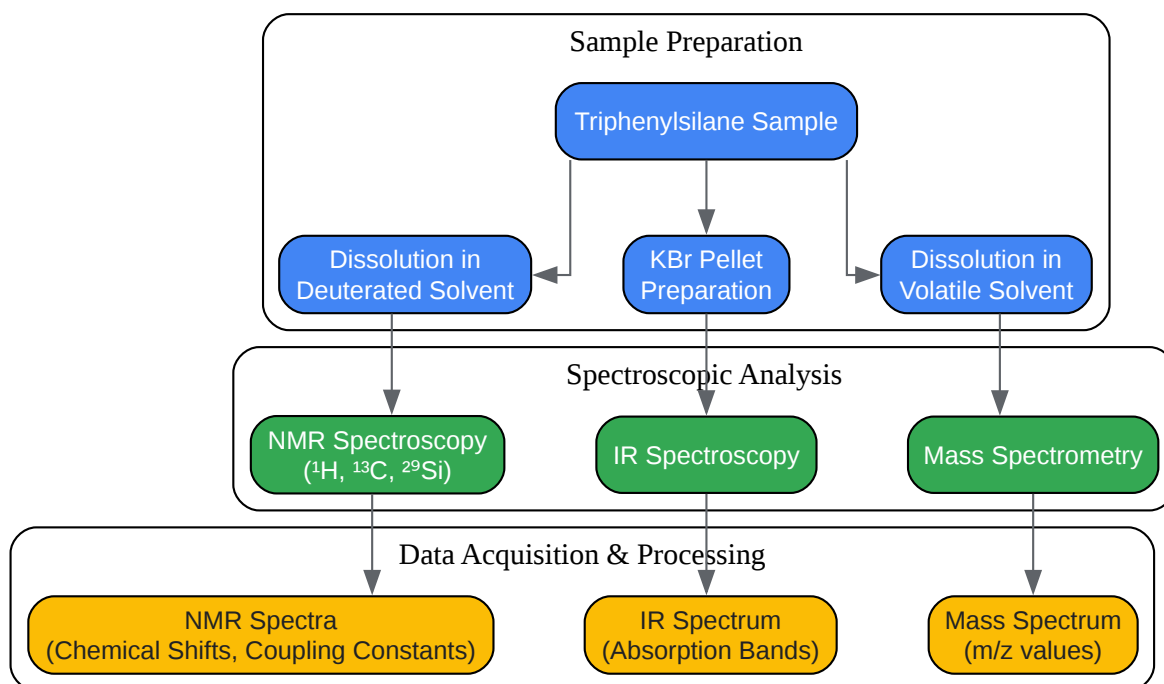 Sample Preparation
Triphenylsilane Sample
Dissolution in
Deuterated Solvent
KBr Pellet
Preparation
Dissolution in
Volatile Solvent
Spectroscopic Analysis
NMR Spectroscopy
(¹H, ¹³C, ²⁹Si)
IR Spectroscopy
Mass Spectrometry
Data Acquisition & Processing
NMR Spectra
(Chemical Shifts, Coupling Constants)
IR Spectrum
(Absorption Bands)
Mass Spectrum
(m/z values)